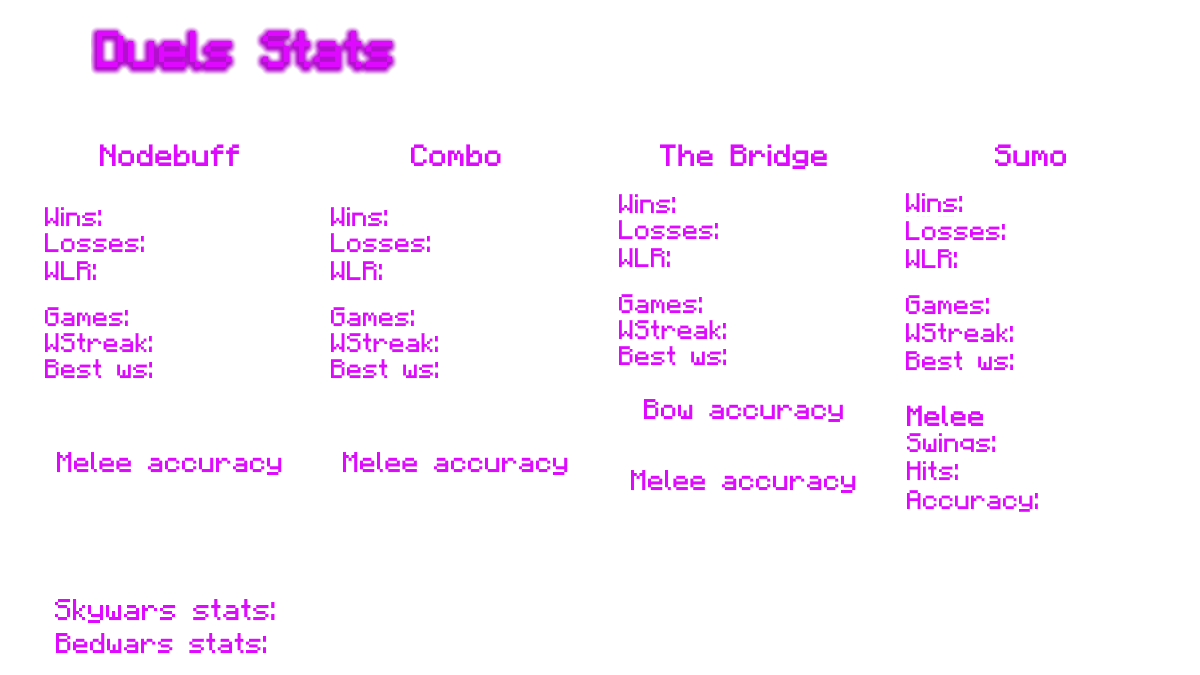 Duels Stats
Nodebuff
Wins:
Losses:
WLR:
Games:
WStreak:
Best ws:
Melee accuracy
Combo
Wins:
Losses:
WLR:
Games:
WStreak:
Best ws:
Melee accuracy
The Bridge
Wins:
Losses:
WLR:
Games:
WStreak:
Best ws:
Bow accuracy
Melee accuracy
Sumo
Wins:
Losses:
WLR:
Games:
WStreak:
Best ws:
Melee
Swings:
Hits:
Accuracy:
Skywars stats:
Bedwars stats: